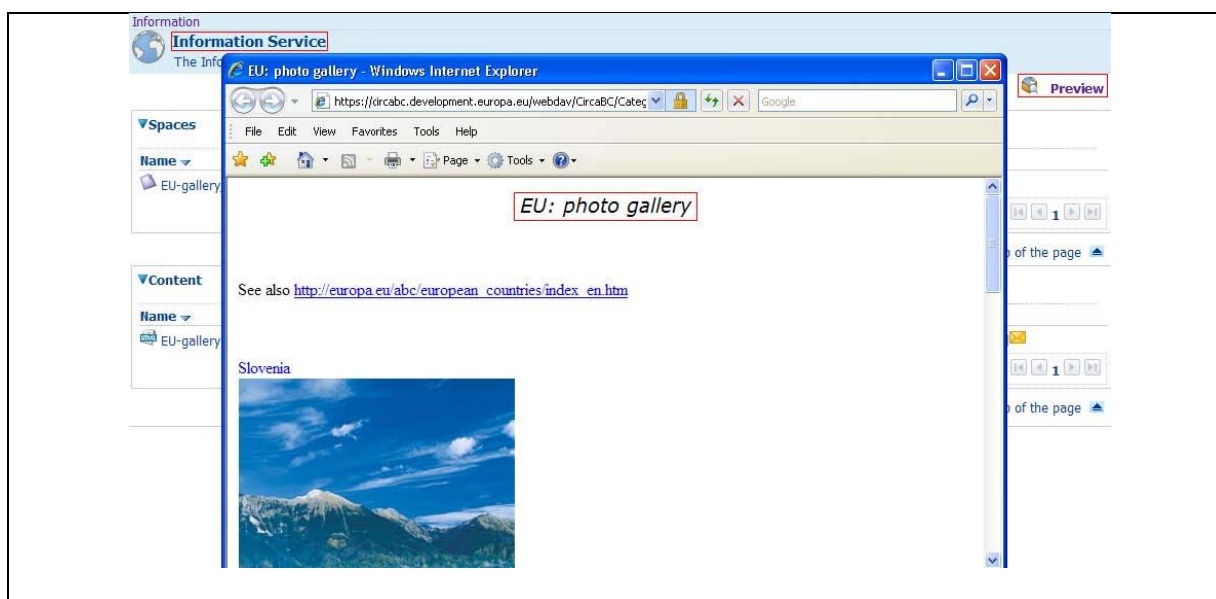 Information
Information Service
The Info
EU: photo gallery - Windows Internet Explorer
https://circabc.development.europa.eu/webdav/CircaBC/Categ
Google
Preview
File Edit View Favorites Tools Help
Page Tools
Spaces
Name
EU-gallery
EU: photo gallery
1
of the page
Content
See also http://europa.eu/abc/european_countries/index_en.htm
Name
EU-gallery
Slovenia
1
of the page